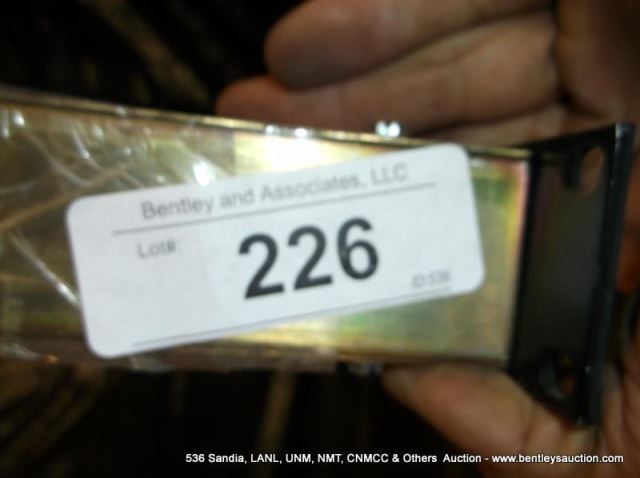 Bentley and Associates, LLC
Lot#:
226
ID:536
536 Sandia, LANL, UNM, NMT, CNMCC & Others  Auction - www.bentleysauction.com